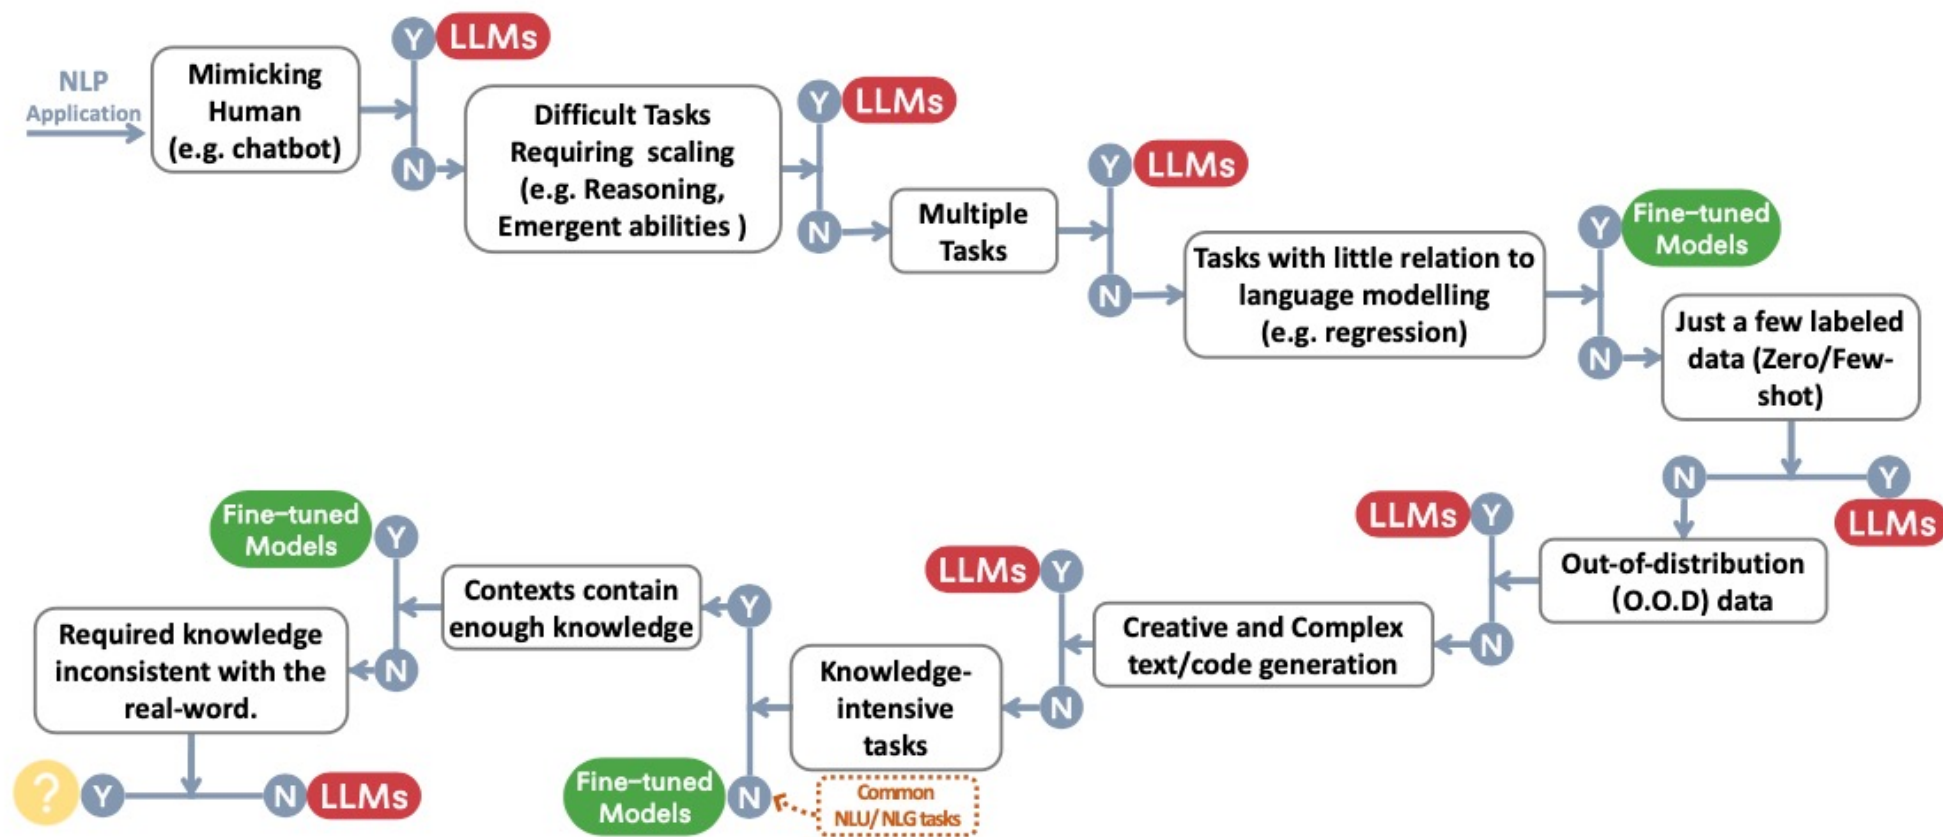 NLP
Application
Mimicking
Human
(e.g. chatbot)
Y
LLMs
N
Difficult Tasks
Requiring scaling
(e.g. Reasoning,
Emergent abilities )
Y
LLMs
N
Multiple
Tasks
Y
LLMs
N
Tasks with little relation to
language modelling
(e.g. regression)
Y
Fine-tuned
Models
N
Just a few labeled
data (Zero/Few-
shot)
N
Y
LLMs
Out-of-distribution
(O.O.D) data
LLMs
Y
N
Creative and Complex
text/code generation
LLMs
Y
N
Knowledge-
intensive
tasks
Y
N
Fine-tuned
Models
Common
NLU/ NLG tasks
Contexts contain
enough knowledge
Fine-tuned
Models
Y
N
Required knowledge
inconsistent with the
real-word.
?
Y
N
LLMs